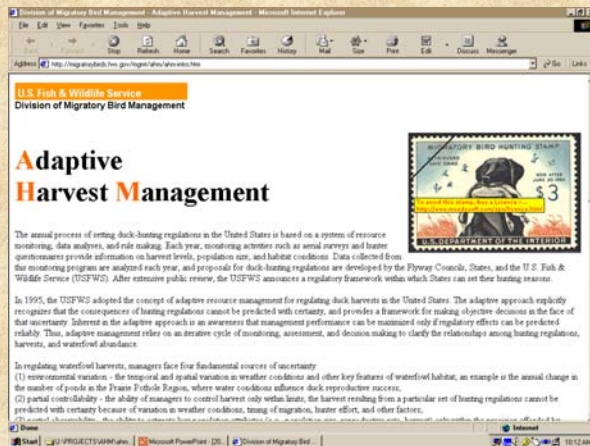 Division of Migratory Bird Management - Adaptive Harvest Management - Microsoft Internet Explorer
File Edit View Favorites Tools Help
Back Forward Stop Refresh Home Search Favorites History Mail Size Print Edit Discuss Messenger
Address
Go Links
U.S. Fish & Wildlife Service
Division of Migratory Bird Management
MIGRATORY BIRD HUNTING STAMP
$3
U.S. DEPARTMENT OF THE INTERIOR
Adaptive
Harvest Management
The annual process of setting duck-hunting regulations in the United States is based on a system of resource
monitoring, data analyses, and rule making. Each year, monitoring activities such as aerial surveys and hunter
questionnaires provide information on harvest levels, population size, and habitat conditions. Data collected from
this monitoring program are analyzed each year, and proposals for duck-hunting regulations are developed by the Flyway Councils, States, and the U.S. Fish &
Wildlife Service (USFWS). After extensive public review, the USFWS announces a regulatory framework within which States can set their hunting seasons.
In 1995, the USFWS adopted the concept of adaptive resource management for regulating duck harvests in the United States. The adaptive approach explicitly
recognizes that the consequences of hunting regulations cannot be predicted with certainty, and provides a framework for making objective decisions in the face of
that uncertainty. Inherent in the adaptive approach is an awareness that management performance can be maximized only if regulatory effects can be predicted
reliably. Thus, adaptive management relies on an iterative cycle of monitoring, assessment, and decision making to clarify the relationships among hunting regulations,
harvests, and waterfowl abundance.
In regulating waterfowl harvests, managers face four fundamental sources of uncertainty:
(1) environmental variation - the temporal and spatial variation in weather conditions and other key features of waterfowl habitat; an example is the annual change in
the number of ponds in the Prairie Pothole Region, where water conditions influence duck reproductive success;
(2) partial controllability - the ability of managers to control harvest only within limits; the harvest resulting from a particular set of hunting regulations cannot be
predicted with certainty because of variation in weather conditions, timing of migration, hunter effort, and other factors;
Done
Internet
Start
Microsoft PowerPoint - [20...
Division of Migratory Bird ...
10:12 AM